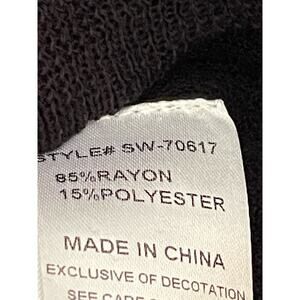 STYLE# SW-70617
85%RAYON
15%POLYESTER
MADE IN CHINA
EXCLUSIVE OF DECOTATION
SEE CARE